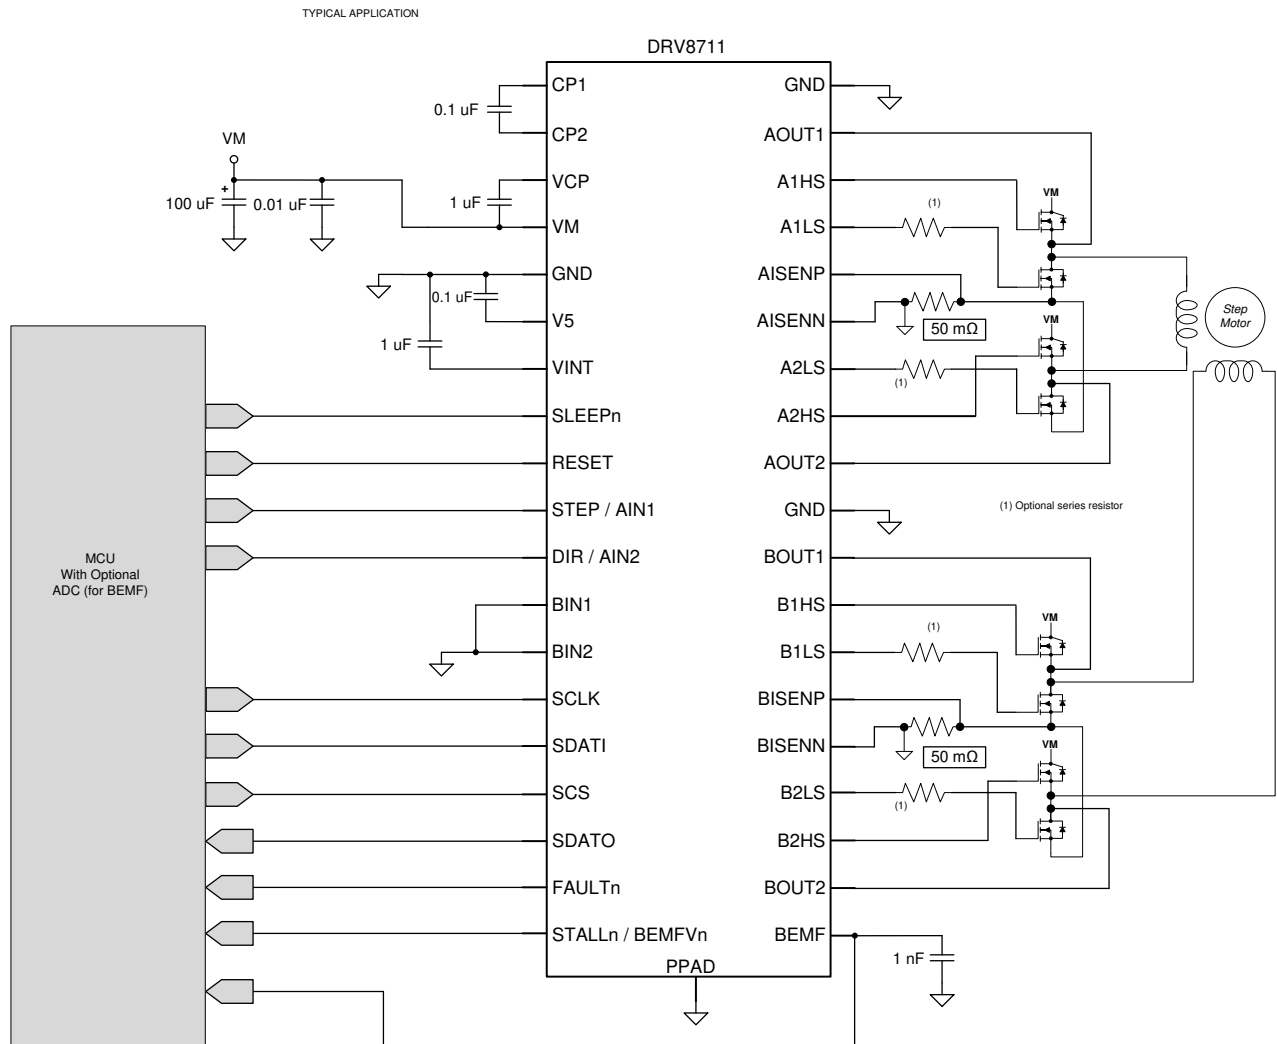 TYPICAL APPLICATION
DRV8711
CP1
CP2
VCP
VM
GND
V5
VINT
SLEEPn
RESET
STEP / AIN1
DIR / AIN2
BIN1
BIN2
SCLK
SDATI
SCS
SDATO
FAULTn
STALLn / BEMFVn
PPAD
GND
AOUT1
A1HS
A1LS
AISENP
AISENN
A2LS
A2HS
AOUT2
GND
BOUT1
B1HS
B1LS
BISENP
BISENN
B2LS
B2HS
BOUT2
BEMF
0.1 uF
VM
+
100 uF
0.01 uF
1 uF
0.1 uF
1 uF
MCU
With Optional
ADC (for BEMF)
(1)
VM
50 mΩ
VM
(1)
Step
Motor
(1) Optional series resistor
(1)
VM
50 mΩ
VM
(1)
1 nF